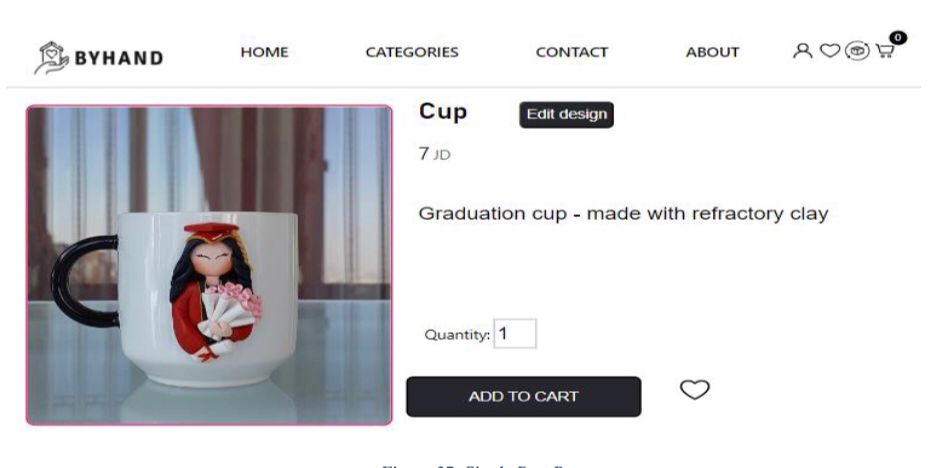 BYHAND
HOME CATEGORIES CONTACT ABOUT
0
Cup
Edit design
7 JD
Graduation cup - made with refractory clay
Quantity: 1
ADD TO CART